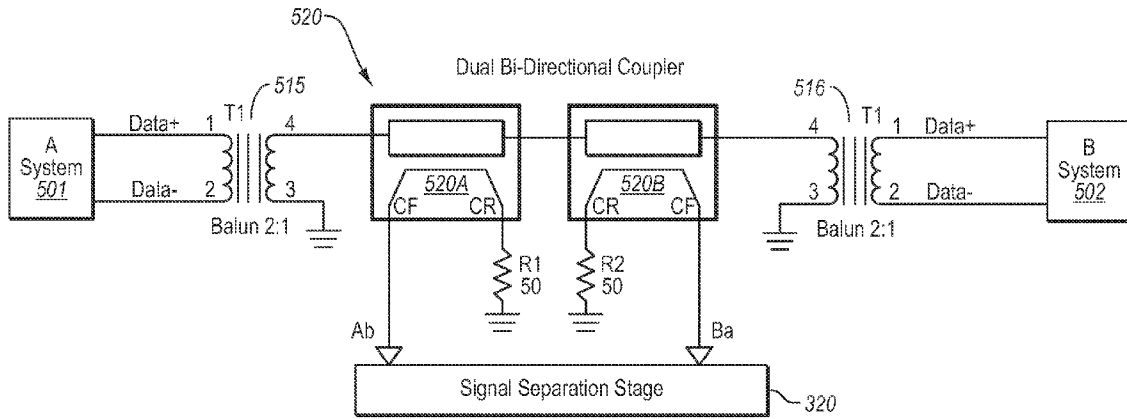 520
Dual Bi-Directional Coupler
515
516
T1
T1
A
System
501
Data+
Data-
1
2
4
3
Balun 2:1
520A
CF
CR
520B
CR
CF
4
3
1
2
Data+
Data-
Balun 2:1
B
System
502
R1
50
R2
50
Ab
Ba
Signal Separation Stage
320